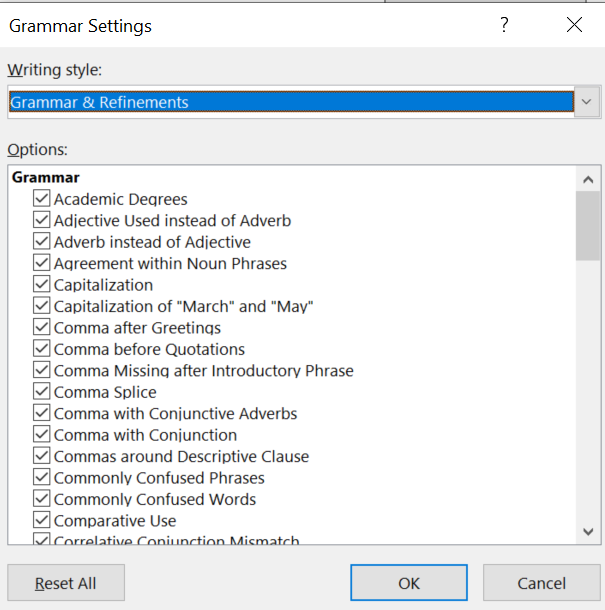 Grammar Settings ?
Writing style:
Grammar & Refinements
Options:
Grammar
Academic Degrees
Adjective Used instead of Adverb
Adverb instead of Adjective
Agreement within Noun Phrases
Capitalization
Capitalization of "March" and "May"
Comma after Greetings
Comma before Quotations
Comma Missing after Introductory Phrase
Comma Splice
Comma with Conjunctive Adverbs
Comma with Conjunction
Commas around Descriptive Clause
Commonly Confused Phrases
Commonly Confused Words
Comparative Use
Correlative Conjunction Mismatch
Reset All OK Cancel